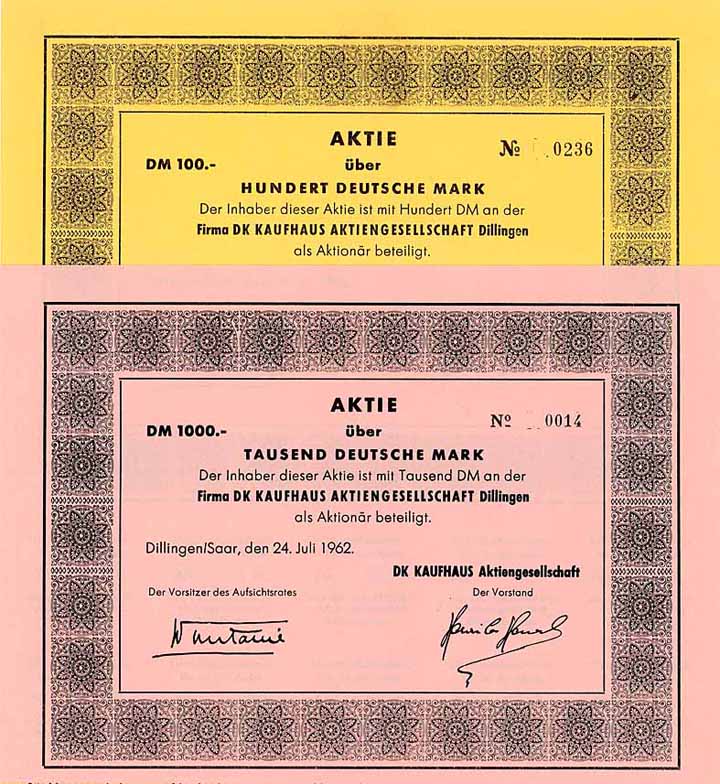 AKTIE
№ 0236
DM 100.-
über
HUNDERT DEUTSCHE MARK
Der Inhaber dieser Aktie ist mit Hundert DM an der
Firma DK KAUFHAUS AKTIENGESELLSCHAFT Dillingen
als Aktionär beteiligt.
AKTIE
№ 0014
DM 1000.-
über
TAUSEND DEUTSCHE MARK
Der Inhaber dieser Aktie ist mit Tausend DM an der
Firma DK KAUFHAUS AKTIENGESELLSCHAFT Dillingen
als Aktionär beteiligt.
Dillingen/Saar, den 24. Juli 1962.
DK KAUFHAUS Aktiengesellschaft
Der Vorsitzer des Aufsichtsrates
Der Vorstand